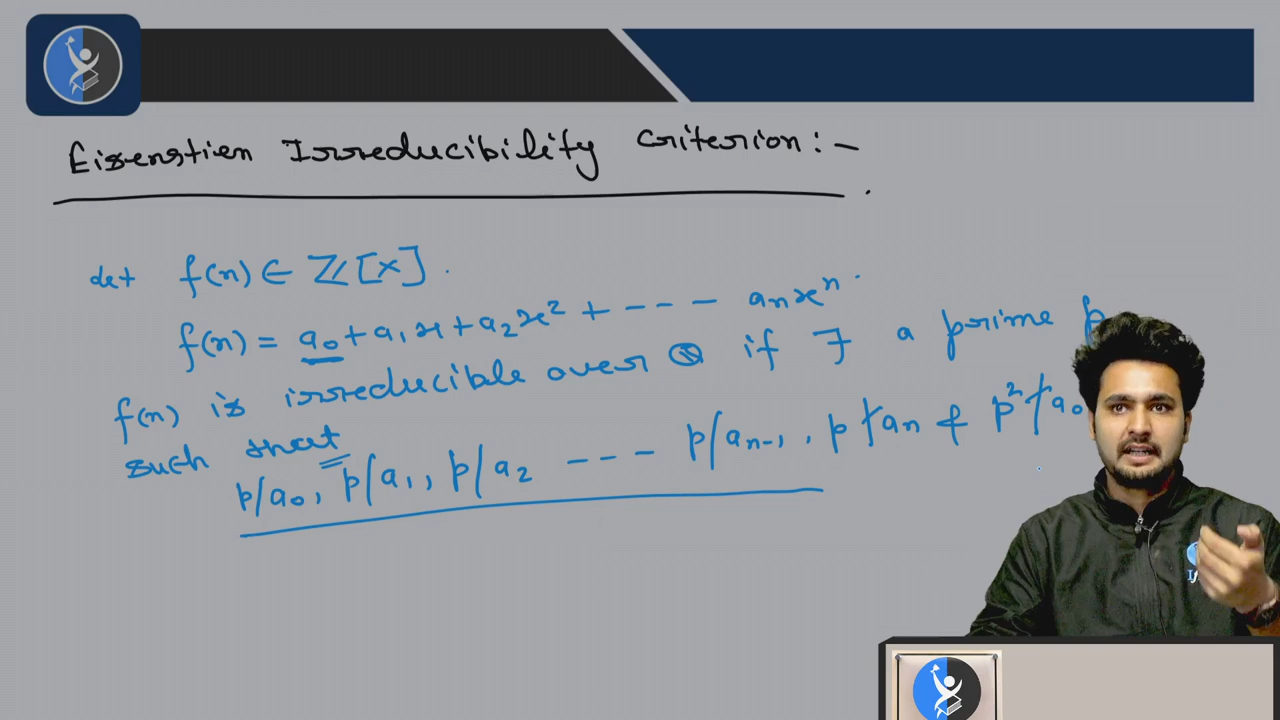 Eisenstien Irreducibility Criterion :-
Let f(x) ∈ ℤ[x].
f(x) = a₀ + a₁x + a₂x² + - - - aₙxⁿ.
f(x) is irreducible over ℚ if ∃ a prime p
such that
p/a₀, p/a₁, p/a₂ - - - p/aₙ₋₁, p∤aₙ & p²∤a₀